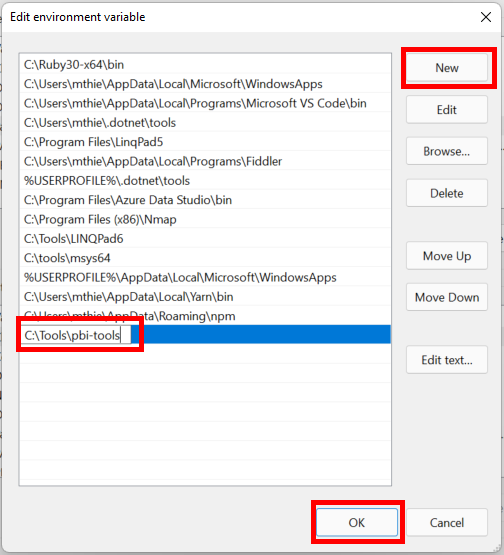 Edit environment variable
C:\Ruby30-x64\bin
C:\Users\mthie\AppData\Local\Microsoft\WindowsApps
C:\Users\mthie\AppData\Local\Programs\Microsoft VS Code\bin
C:\Users\mthie\.dotnet\tools
C:\Program Files\LinqPad5
C:\Users\mthie\AppData\Local\Programs\Fiddler
%USERPROFILE%\.dotnet\tools
C:\Program Files\Azure Data Studio\bin
C:\Program Files (x86)\Nmap
C:\Tools\LINQPad6
C:\tools\msys64
%USERPROFILE%\AppData\Local\Microsoft\WindowsApps
C:\Users\mthie\AppData\Local\Yarn\bin
C:\Users\mthie\AppData\Roaming\npm
C:\Tools\pbi-tools
New
Edit
Browse...
Delete
Move Up
Move Down
Edit text...
OK
Cancel